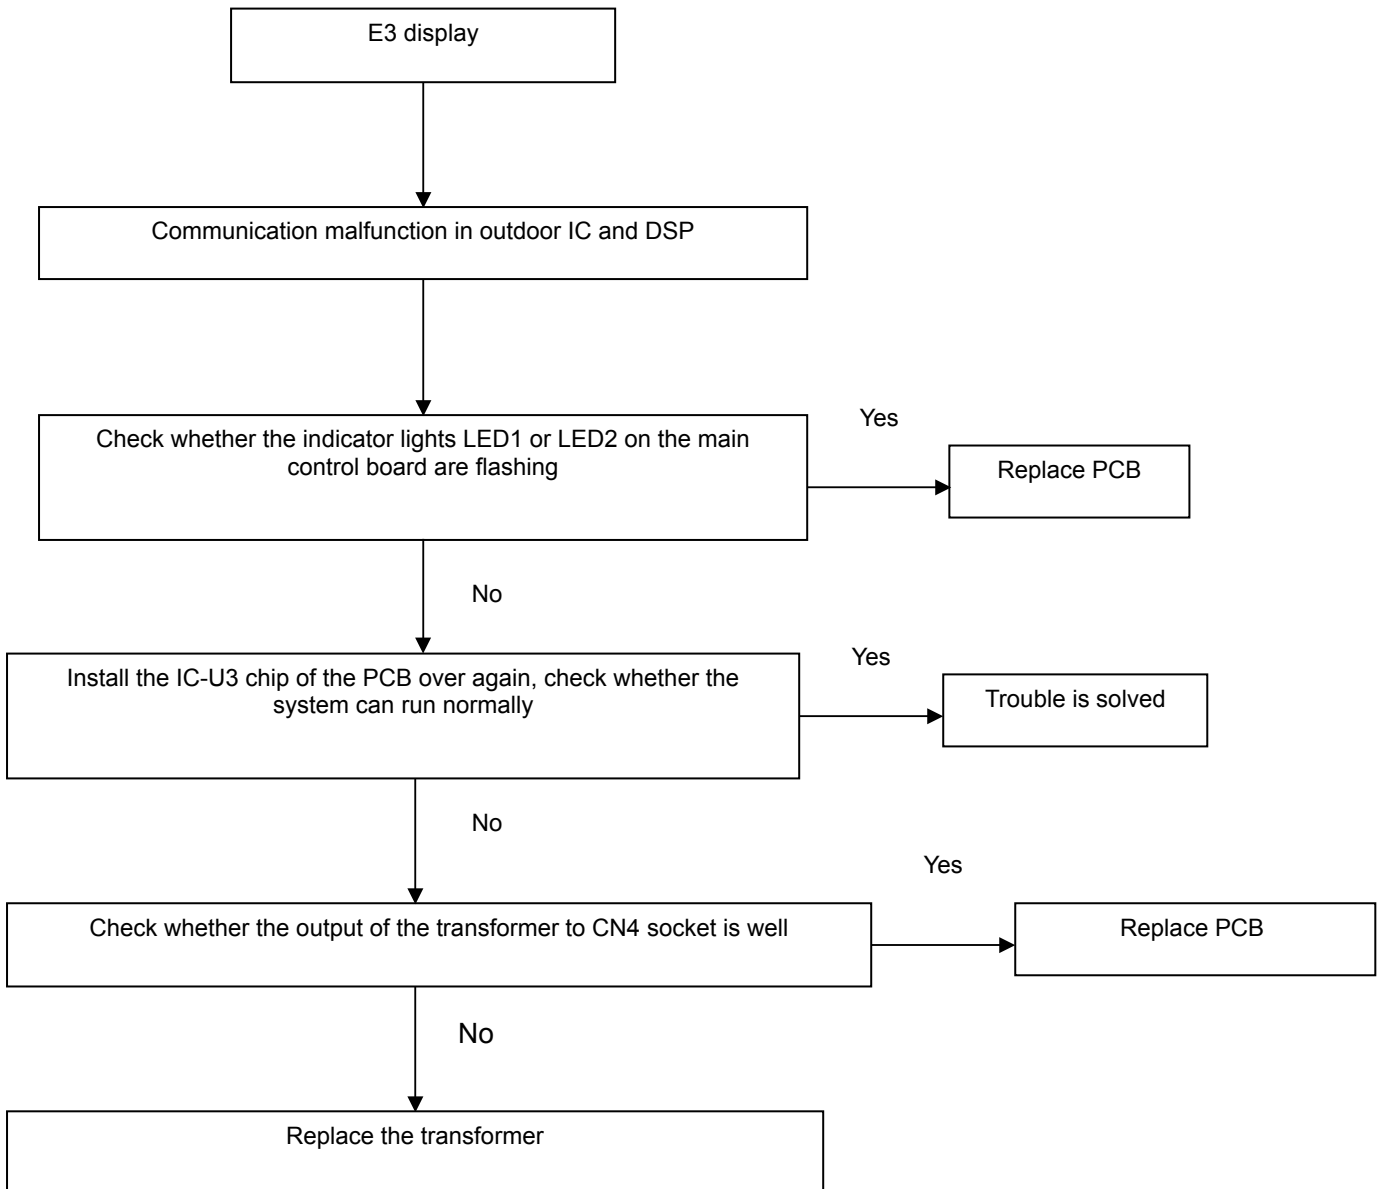 E3 display
Communication malfunction in outdoor IC and DSP
Check whether the indicator lights LED1 or LED2 on the main
control board are flashing
Yes
Replace PCB
No
Install the IC-U3 chip of the PCB over again, check whether the
system can run normally
Yes
Trouble is solved
No
Check whether the output of the transformer to CN4 socket is well
Yes
Replace PCB
No
Replace the transformer